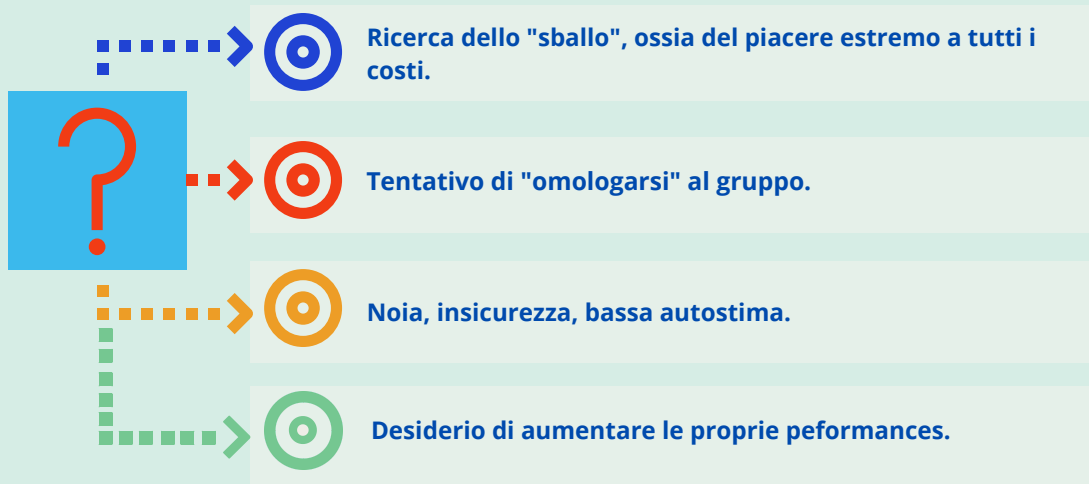 ?
Ricerca dello "sballo", ossia del piacere estremo a tutti i
costi.
Tentativo di "omologarsi" al gruppo.
Noia, insicurezza, bassa autostima.
Desiderio di aumentare le proprie peformances.